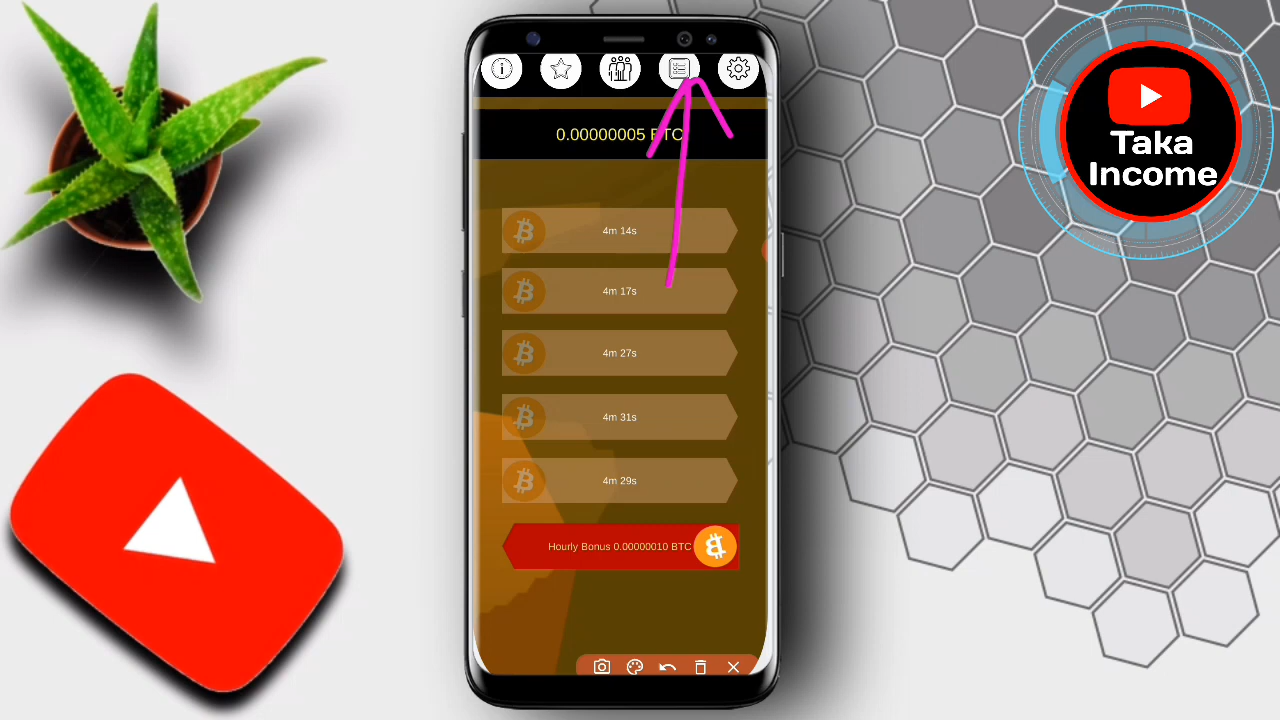 0.00000005 BTC
4m 14s
4m 17s
4m 27s
4m 31s
4m 29s
Hourly Bonus 0.00000010 BTC
Taka
Income